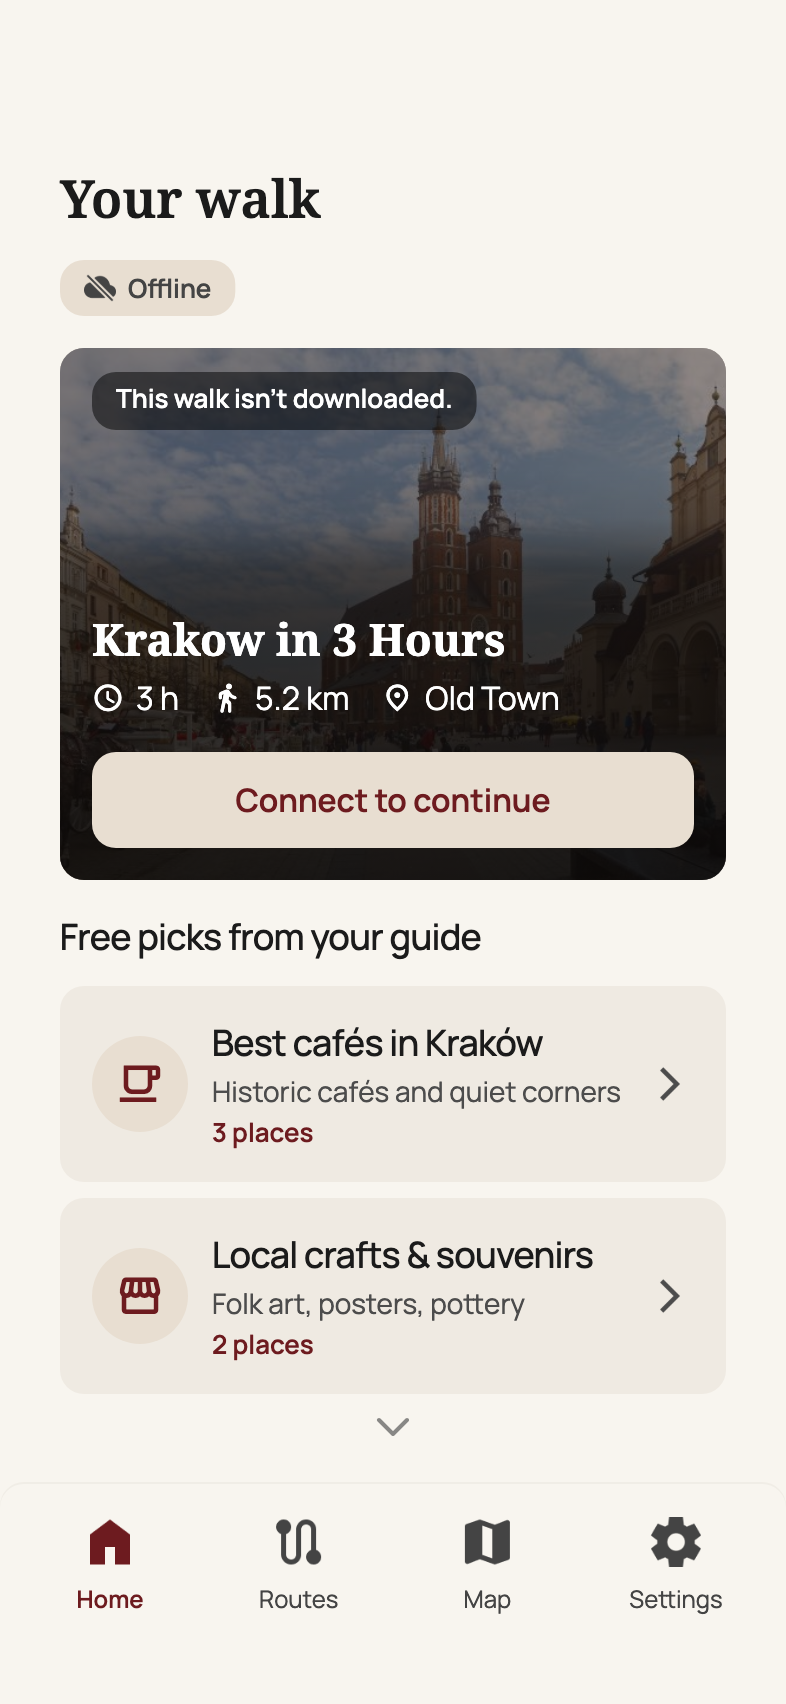 Your walk
Offline
This walk isn't downloaded.
Krakow in 3 Hours
3 h 5.2 km Old Town
Connect to continue
Free picks from your guide
Best cafés in Kraków
Historic cafés and quiet corners
3 places
Local crafts & souvenirs
Folk art, posters, pottery
2 places
Home Routes Map Settings